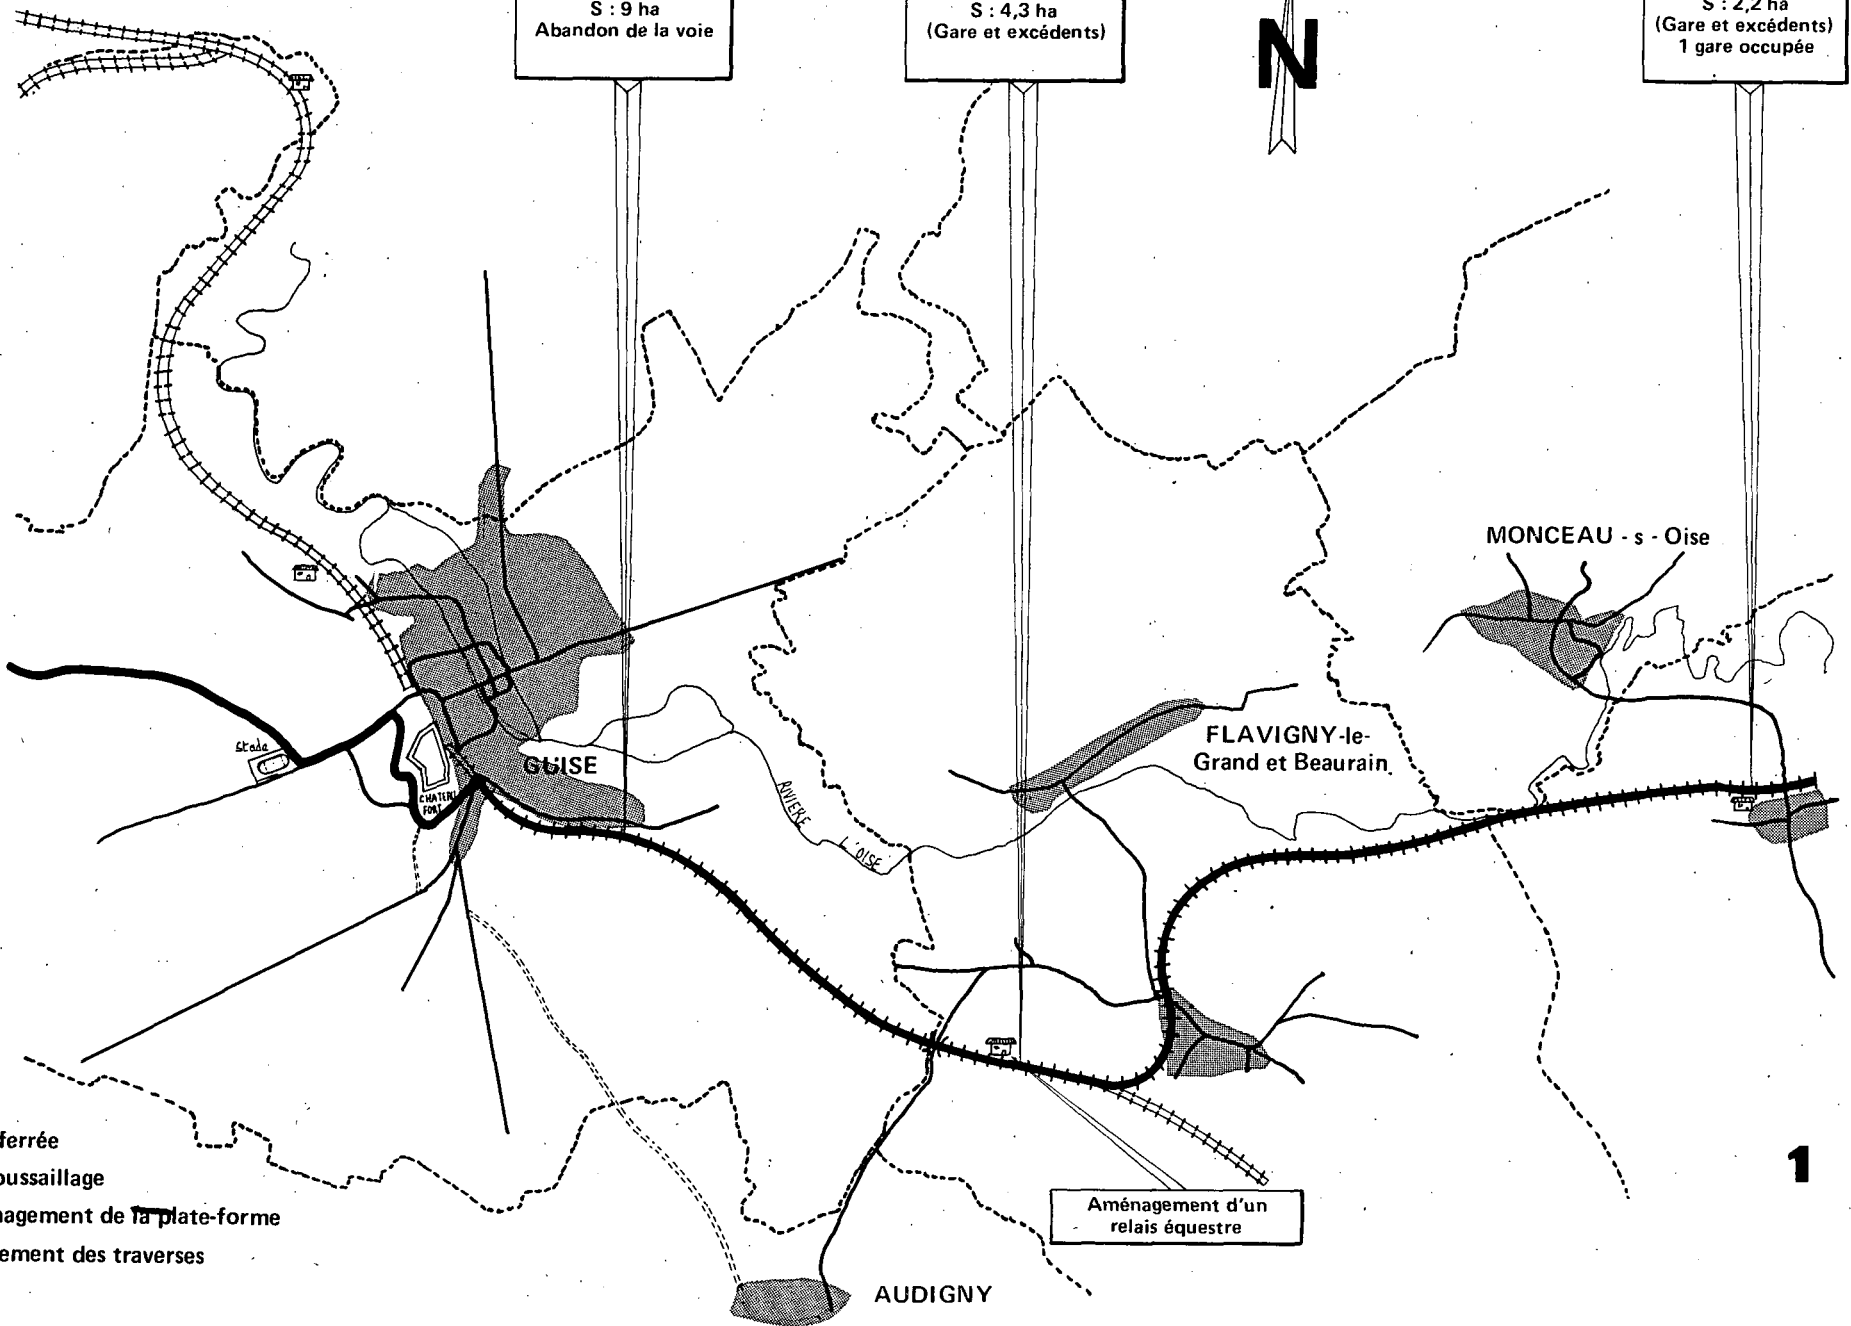 S : 9 ha
Abandon de la voie
S : 4,3 ha
(Gare et excédents)
N
S : 2,2 ha
(Gare et excédents)
1 gare occupée
MONCEAU - s - Oise
FLAVIGNY-le-
Grand et Beaurain
Stade
GUISE
CHATEAU
FORT
RIVIERE
L'OISE
ferrée
oussaillage
nagement de la plate-forme
ement des traverses
Aménagement d'un
relais équestre
1
AUDIGNY